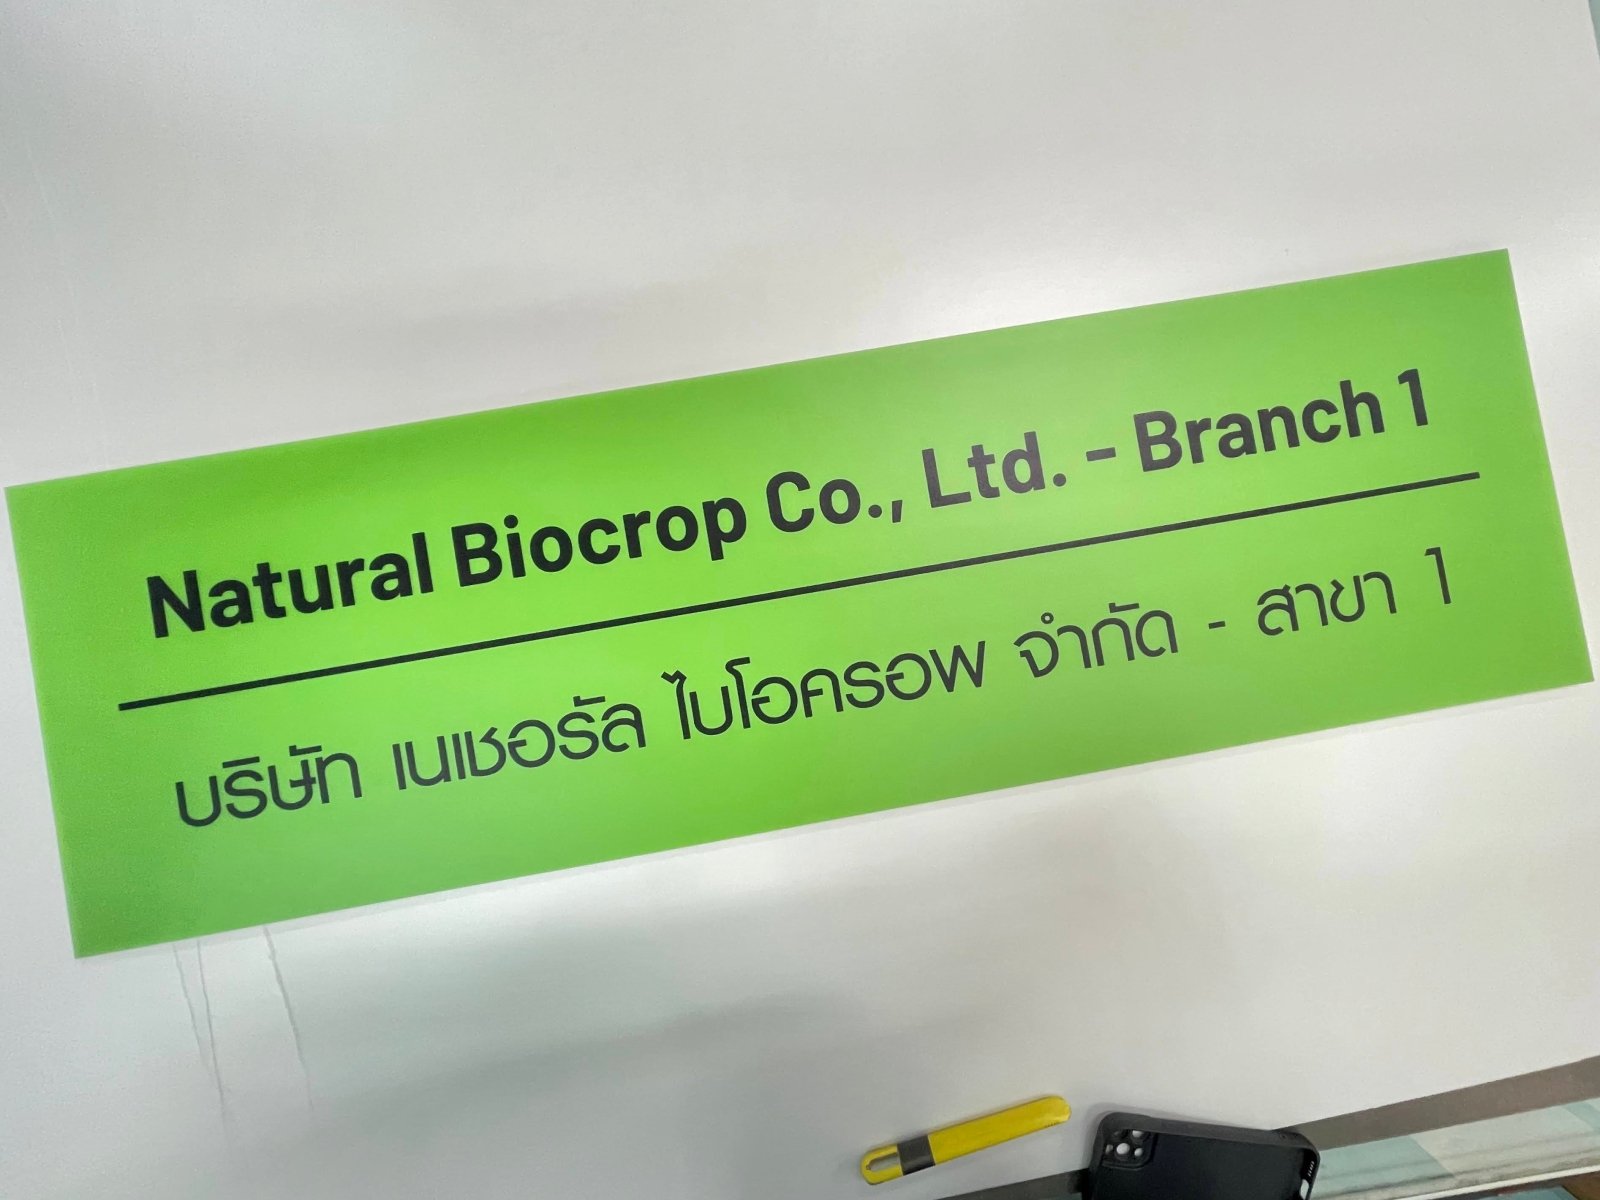 Natural Biocrop Co., Ltd. - Branch 1
บริษัท เนเชอรัล ไบโอครอพ จำกัด - สาขา 1